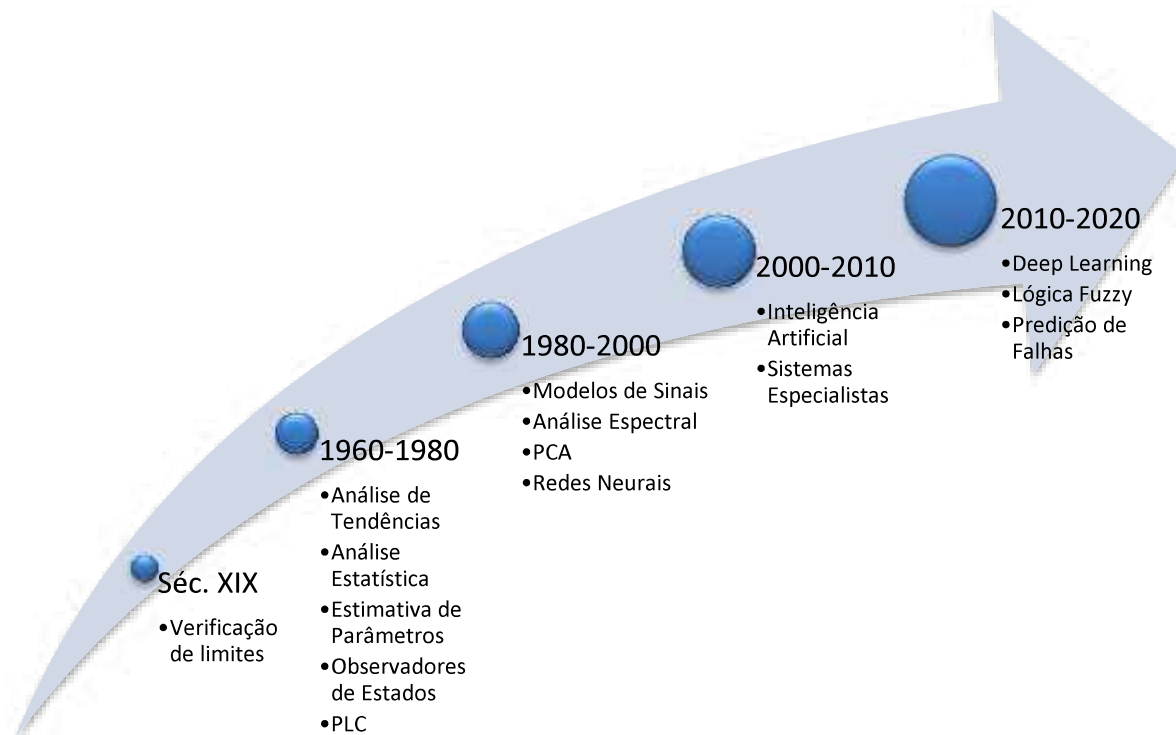 Séc. XIX
•Verificação
de limites
1960-1980
•Análise de
Tendências
•Análise
Estatística
•Estimativa de
Parâmetros
•Observadores
de Estados
•PLC
1980-2000
•Modelos de Sinais
•Análise Espectral
•PCA
•Redes Neurais
2000-2010
•Inteligência
Artificial
•Sistemas
Especialistas
2010-2020
•Deep Learning
•Lógica Fuzzy
•Predição de
Falhas